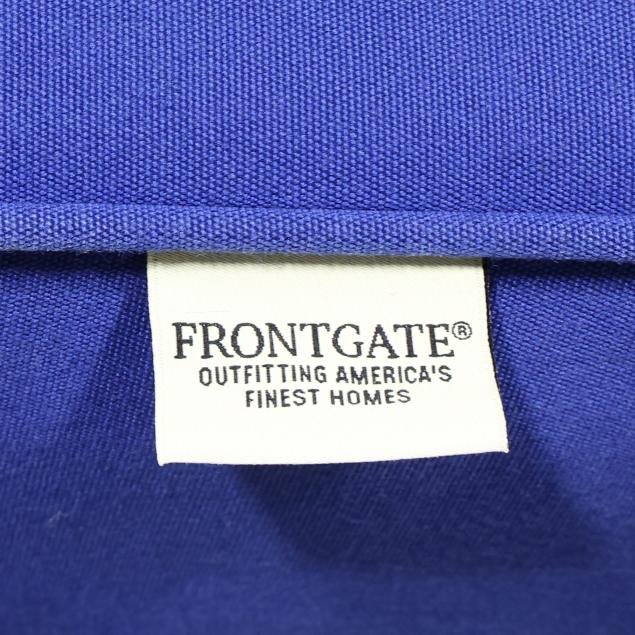 FRONTGATE®
OUTFITTING AMERICA'S
FINEST HOMES